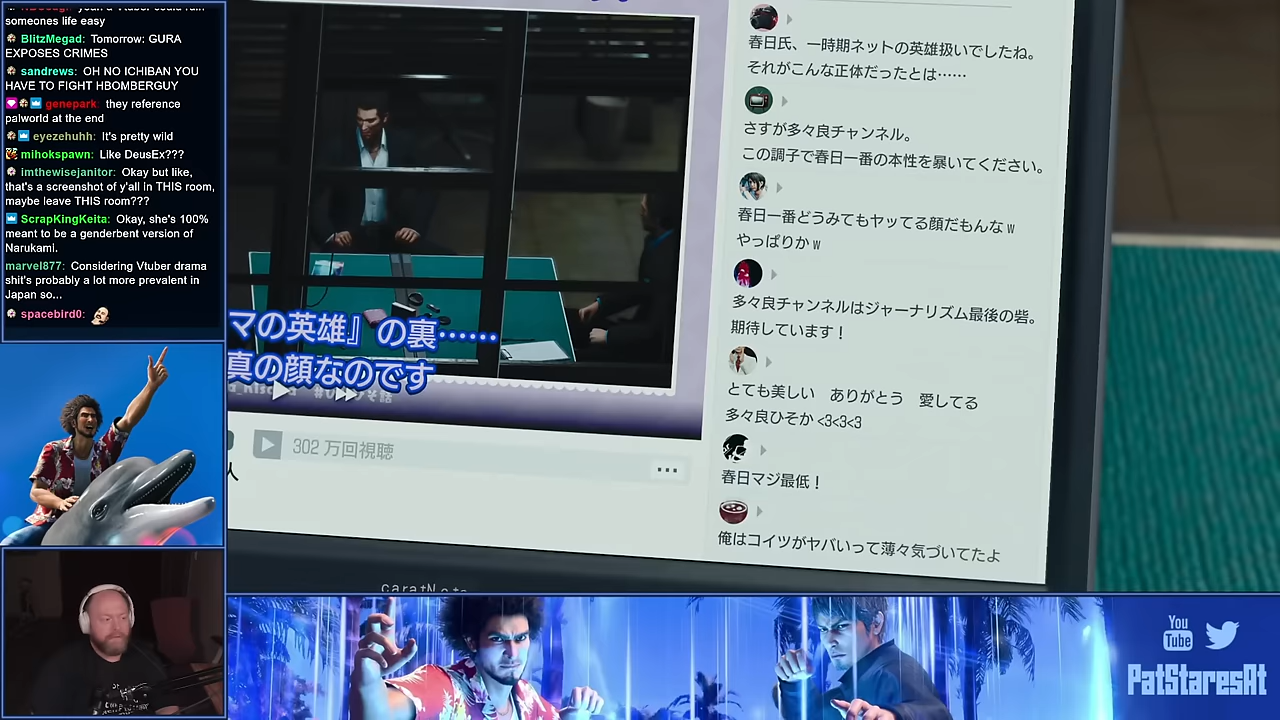 someones life easy
BlitzMegad: Tomorrow: GURA
EXPOSES CRIMES
sandrews: OH NO ICHIBAN YOU
HAVE TO FIGHT HBOMBERGUY
genepark: they reference
palworld at the end
eyezehuhh: It's pretty wild
mihokspawn: Like DeusEx???
imthewisejanitor: Okay but like,
that's a screenshot of y'all in THIS room,
maybe leave THIS room???
ScrapKingKeita: Okay, she's 100%
meant to be a genderbent version of
Narukami.
marvel877: Considering Vtuber drama
shit's probably a lot more prevalent in
Japan so...
spacebird0:
マの英雄』の裏……
真の顔なのです
302 万回視聴
人
春日氏、一時期ネットの英雄扱いでしたね。
それがこんな正体だったとは……
さすが多々良チャンネル。
この調子で春日一番の本性を暴いてください。
春日一番どうみてもヤッてる顔だもんなｗ
やっぱりかｗ
多々良チャンネルはジャーナリズム最後の砦。
期待しています！
とても美しい　ありがとう　愛してる
多々良ひそか <3<3<3
春日マジ最低！
俺はコイツがヤバいって薄々気づいてたよ
You
Tube
PatStaresAt